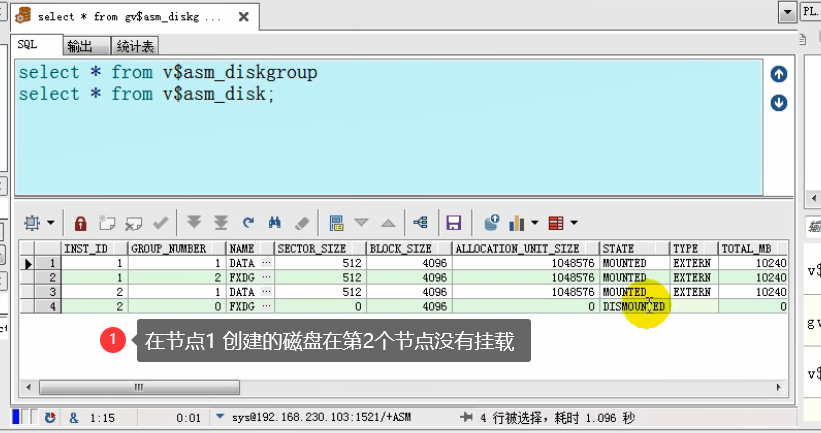 select * from gv$asm_diskg ...
PL.
SQL
输出
统计表
select * from v$asm_diskgroup
select * from v$asm_disk;
INST_ID GROUP_NUMBER NAME SECTOR_SIZE BLOCK_SIZE ALLOCATION_UNIT_SIZE STATE TYPE TOTAL_MB
1 1 1 DATA ... 512 4096 1048576 MOUNTED EXTERN 10240
2 1 2 FXDG ... 512 4096 1048576 MOUNTED EXTERN 10240
3 2 1 DATA ... 512 4096 1048576 MOUNTED EXTERN 10240
4 2 0 FXDG ... 0 4096 0 DISMOUNTED 0
1 在节点1 创建的磁盘在第2个节点没有挂载
& 1:15 0:01 sys@192.168.230.103:1521/+ASM 4 行被选择, 耗时 1.096 秒